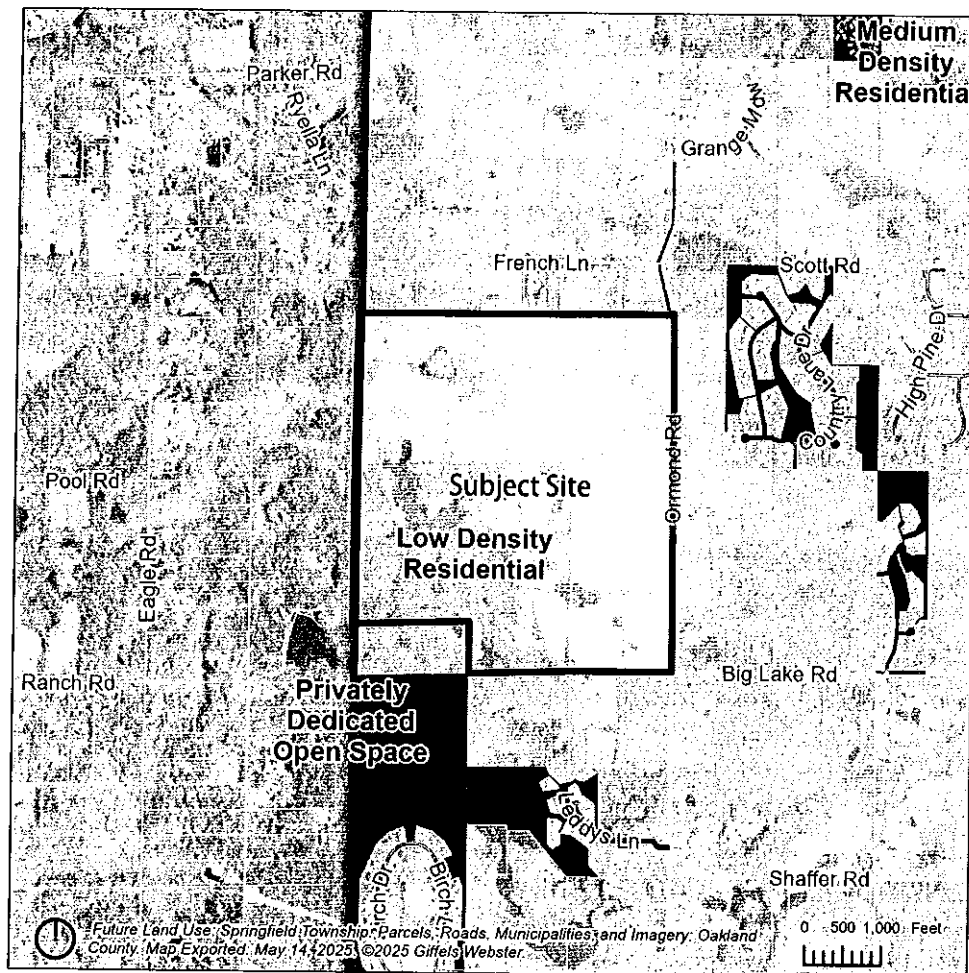 Medium
Density
Residentia
Parker Rd
Ryella Ln
Grange Mdw
French Ln
Scott Rd
Country Lane Dr
High Pine Dr
Ormond Rd
Pool Rd
Subject Site
Eagle Rd
Low Density
Residential
Ranch Rd
Big Lake Rd
Privately
Dedicated
Open Space
Ln
Birch
Shaffer Rd
Future Land Use: Springfield Township; Parcels, Roads, Municipalities and Imagery: Oakland
County. Map Exported: May 14, 2025. ©2025 Giffels Webster.
0 500 1,000 Feet